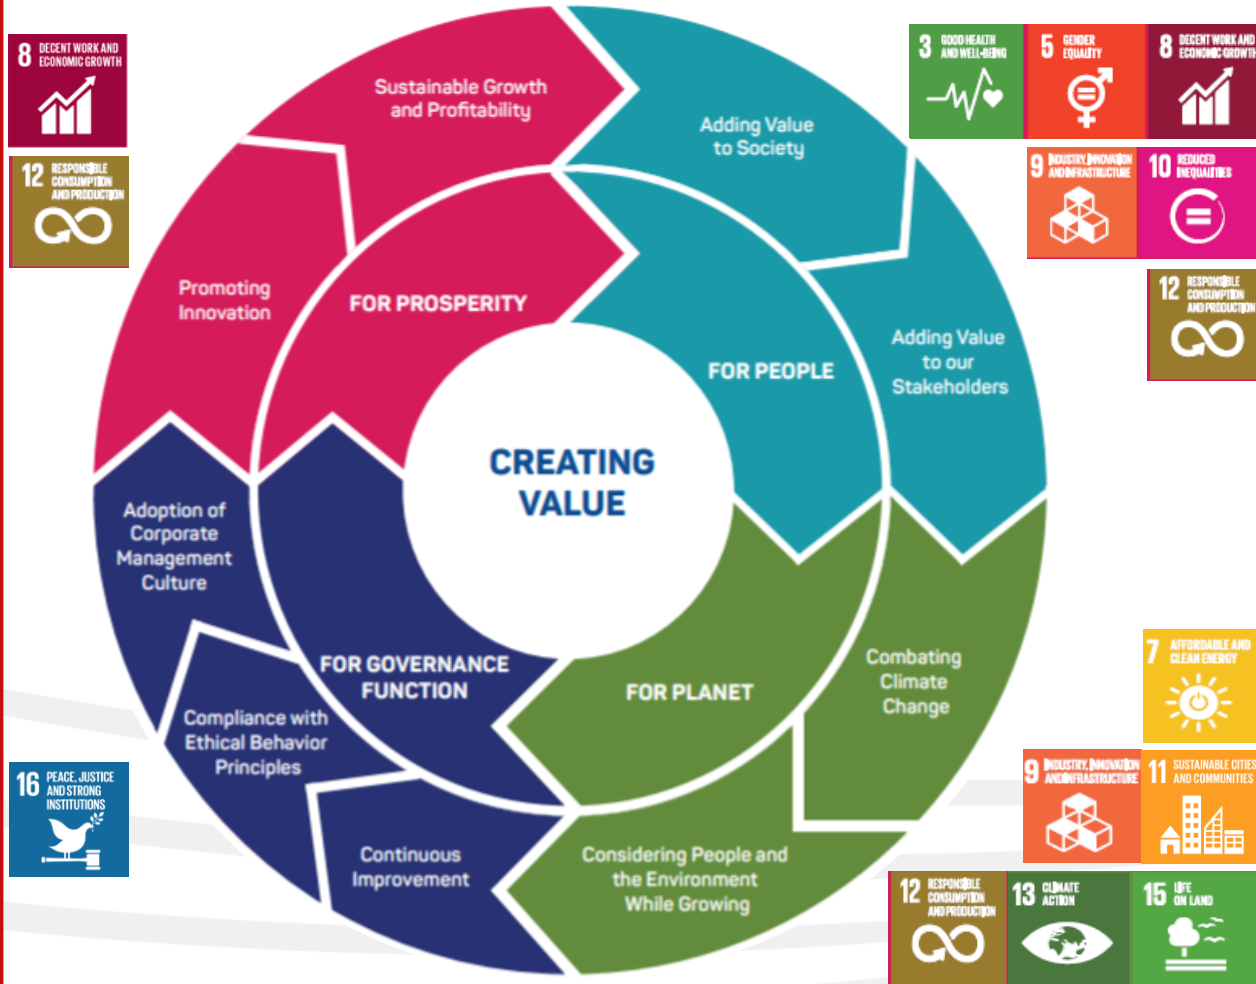 8 DECENT WORK AND
ECONOMIC GROWTH
12 RESPONSIBLE
CONSUMPTION
AND PRODUCTION
Sustainable Growth
and Profitability
Promoting
Innovation
FOR PROSPERITY
Adding Value
to Society
Adding Value
to our
Stakeholders
FOR PEOPLE
3 GOOD HEALTH
AND WELL-BEING
5 GENDER
EQUALITY
8 DECENT WORK AND
ECONOMIC GROWTH
9 INDUSTRY, INNOVATION
AND INFRASTRUCTURE
10 REDUCED
INEQUALITIES
12 RESPONSIBLE
CONSUMPTION
AND PRODUCTION
CREATING
VALUE
Adoption of
Corporate
Management
Culture
FOR GOVERNANCE
FUNCTION
Compliance with
Ethical Behavior
Principles
Continuous
Improvement
16 PEACE, JUSTICE
AND STRONG
INSTITUTIONS
FOR PLANET
Combating
Climate
Change
Considering People and
the Environment
While Growing
7 AFFORDABLE AND
CLEAN ENERGY
9 INDUSTRY, INNOVATION
AND INFRASTRUCTURE
11 SUSTAINABLE CITIES
AND COMMUNITIES
12 RESPONSIBLE
CONSUMPTION
AND PRODUCTION
13 CLIMATE
ACTION
15 LIFE
ON LAND